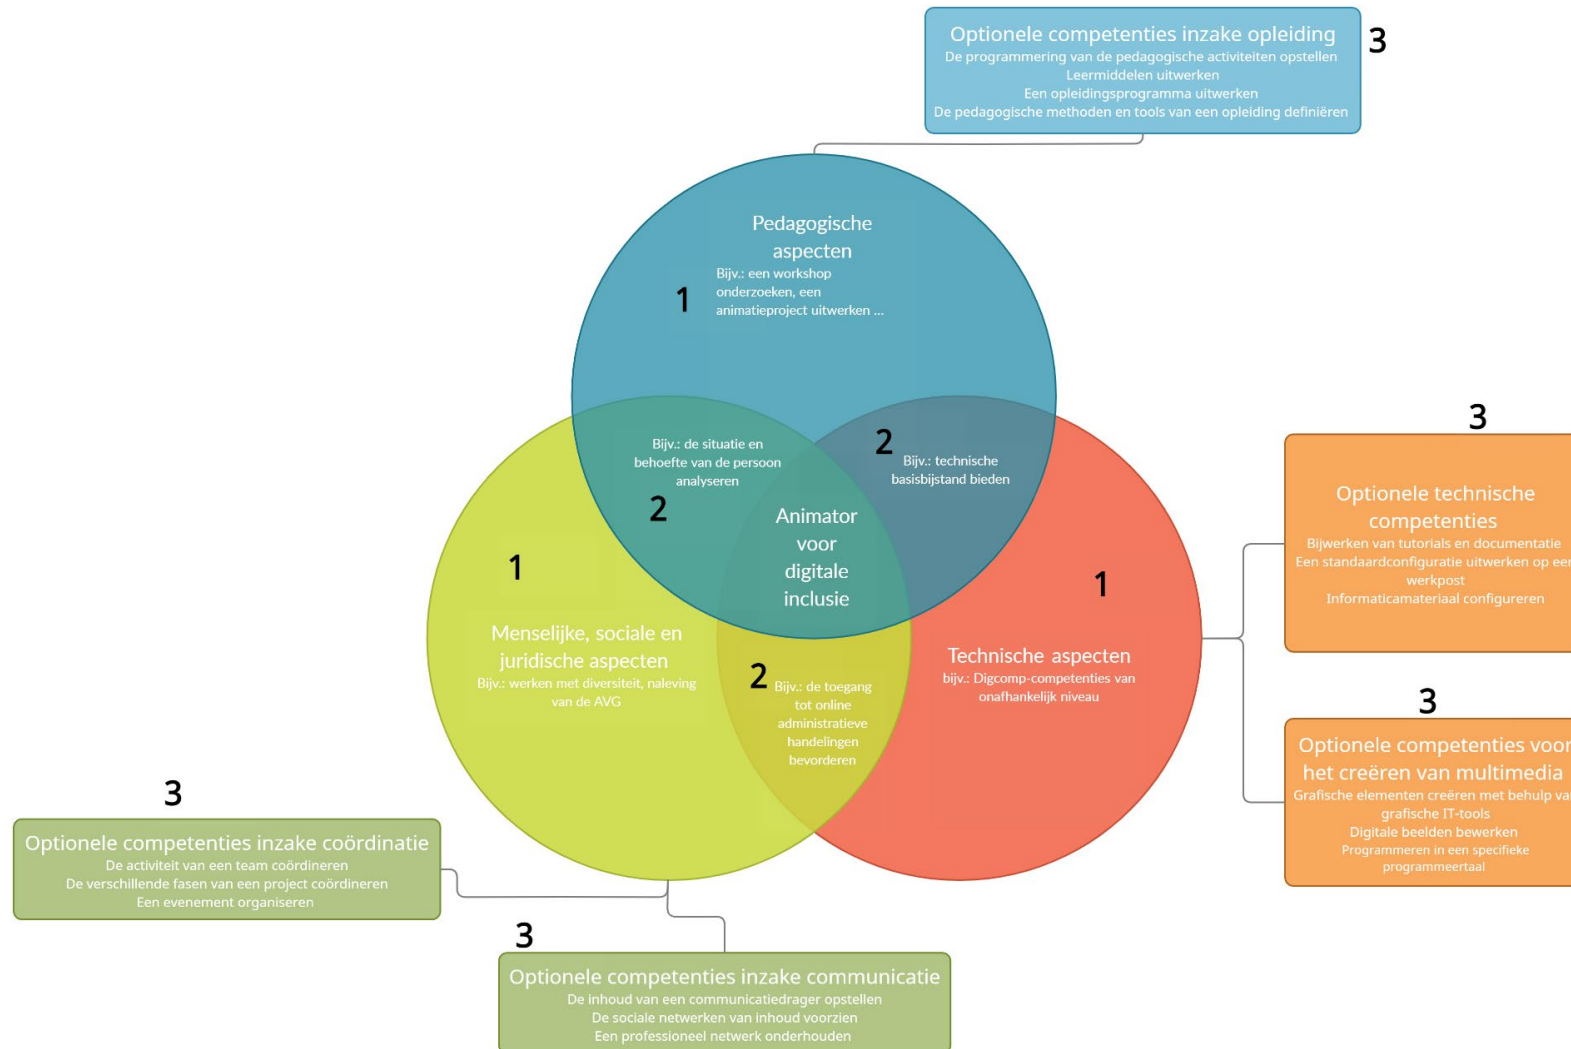 Optionele competenties inzake opleiding
De programmering van de pedagogische activiteiten opstellen
Leermiddelen uitwerken
Een opleidingsprogramma uitwerken
De pedagogische methoden en tools van een opleiding definiëren
3
Pedagogische
aspecten
Bijv.: een workshop
onderzoeken, een
animatieproject uitwerken ...
1
Bijv.: de situatie en
behoefte van de persoon
analyseren
2
2
Bijv.: technische
basisbijstand bieden
Animator
voor
digitale
inclusie
1
Menselijke, sociale en
juridische aspecten
Bijv.: werken met diversiteit, naleving
van de AVG
2
Bijv.: de toegang
tot online
administratieve
handelingen
bevorderen
1
Technische aspecten
bijv.: Digcomp-competenties van
onafhankelijk niveau
3
Optionele technische
competenties
Bijwerken van tutorials en documentatie
Een standaardconfiguratie uitwerken op een
werkpost
Informaticamateriaal configureren
3
Optionele competenties voor
het creëren van multimedia
Grafische elementen creëren met behulp van
grafische IT-tools
Digitale beelden bewerken
Programmeren in een specifieke
programmeertaal
3
Optionele competenties inzake coördinatie
De activiteit van een team coördineren
De verschillende fasen van een project coördineren
Een evenement organiseren
3
Optionele competenties inzake communicatie
De inhoud van een communicatiedrager opstellen
De sociale netwerken van inhoud voorzien
Een professioneel netwerk onderhouden